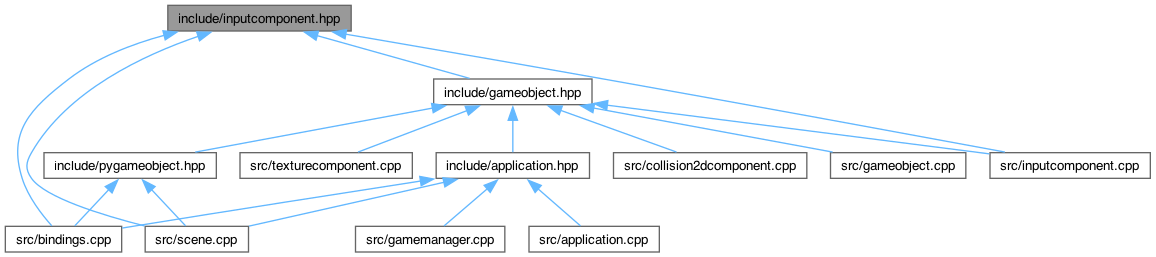 include/inputcomponent.hpp
include/gameobject.hpp
include/pygameobject.hpp
src/texturecomponent.cpp
include/application.hpp
src/collision2dcomponent.cpp
src/gameobject.cpp
src/inputcomponent.cpp
src/bindings.cpp
src/scene.cpp
src/gamemanager.cpp
src/application.cpp